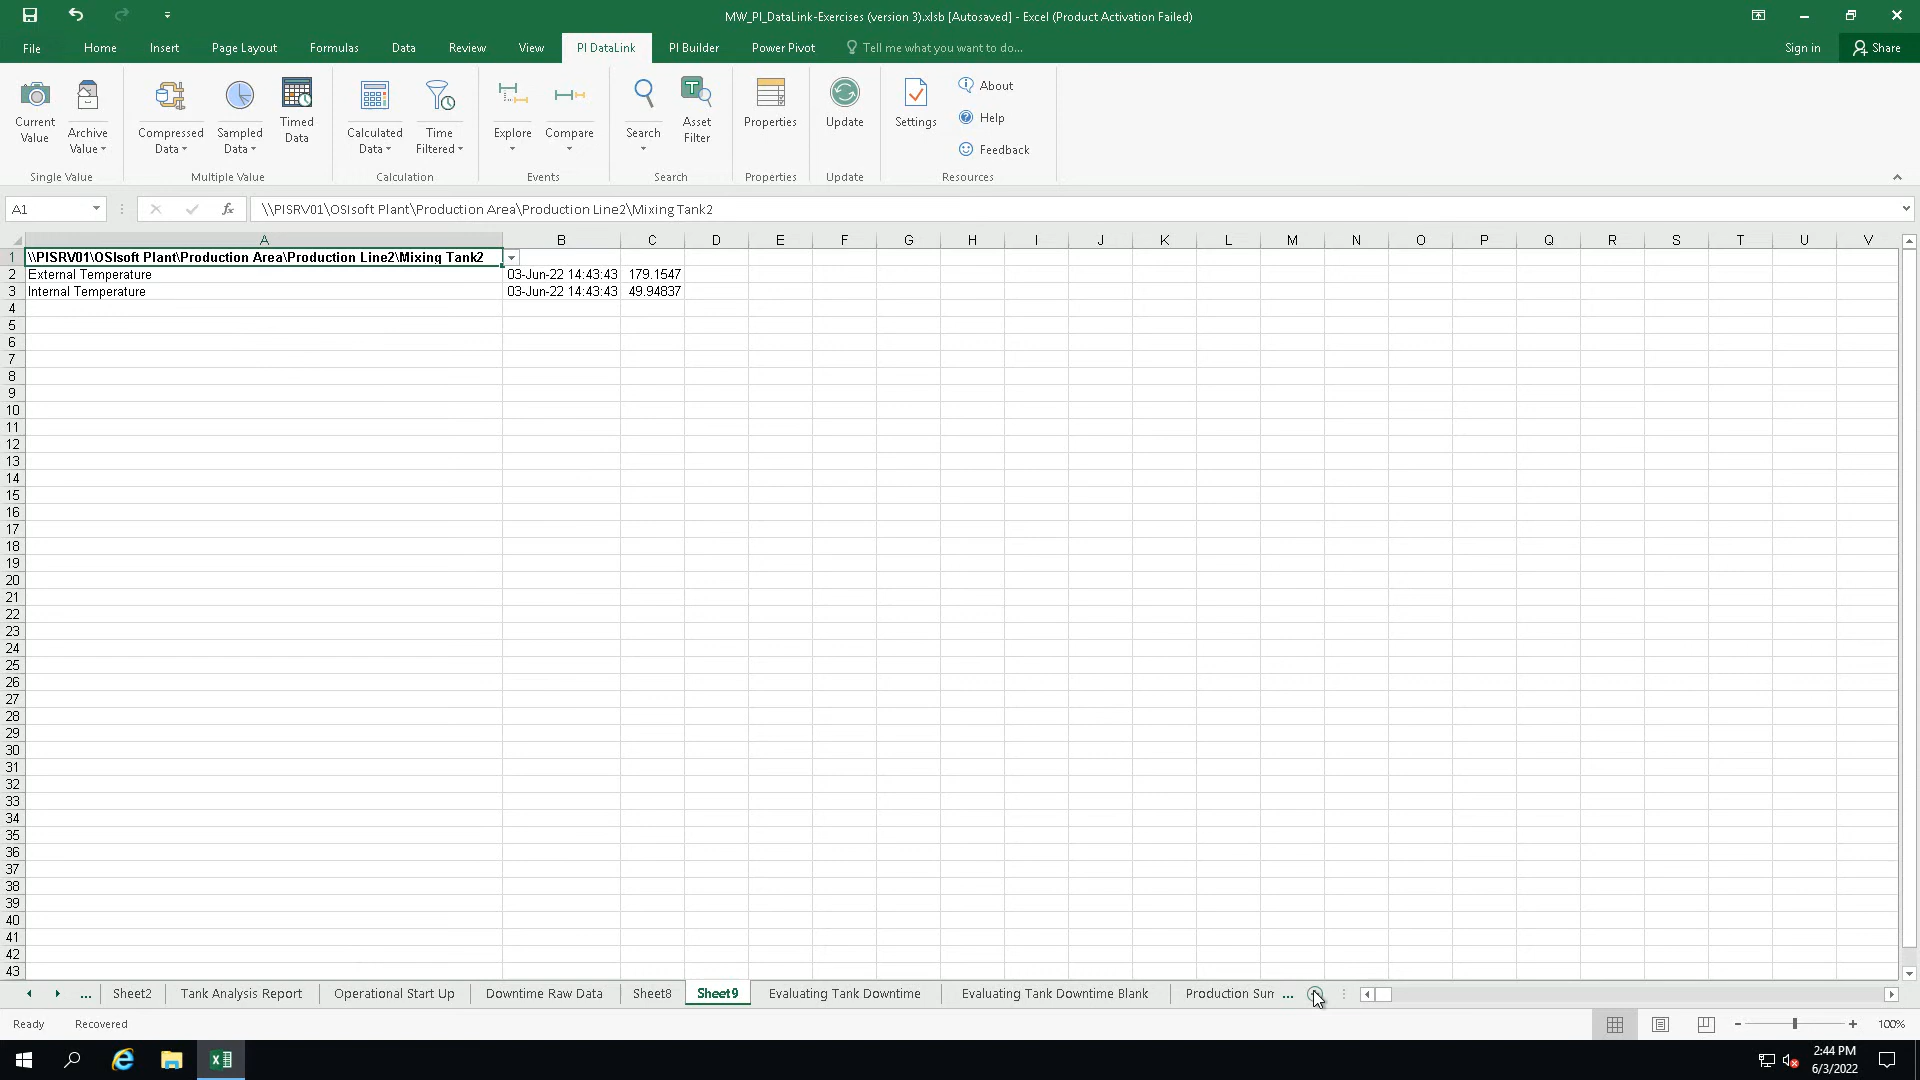 MW_PI_DataLink-Exercises (version 3).xlsb [Autosaved] - Excel (Product Activation Failed)
File Home Insert Page Layout Formulas Data Review View PI DataLink PI Builder Power Pivot Tell me what you want to do... Sign in Share
Current Value
Archive Value
Single Value
Compressed Data
Sampled Data
Timed Data
Multiple Value
Calculated Data
Time Filtered
Calculation
Explore
Compare
Events
Search
Asset Filter
Search
Properties
Properties
Update
Update
Settings
About
Help
Feedback
Resources
A1 fx \\PISRV01\OSIsoft Plant\Production Area\Production Line2\Mixing Tank2
A B C D E F G H I J K L M N O P Q R S T U V
1 \\PISRV01\OSIsoft Plant\Production Area\Production Line2\Mixing Tank2
2 External Temperature 03-Jun-22 14:43:43 179.1547
3 Internal Temperature 03-Jun-22 14:43:43 49.94837
4
5
6
7
8
9
10
11
12
13
14
15
16
17
18
19
20
21
22
23
24
25
26
27
28
29
30
31
32
33
34
35
36
37
38
39
40
41
42
43
... Sheet2 Tank Analysis Report Operational Start Up Downtime Raw Data Sheet8 Sheet9 Evaluating Tank Downtime Evaluating Tank Downtime Blank Production Sum ...
Ready Recovered 100%
2:44 PM
6/3/2022